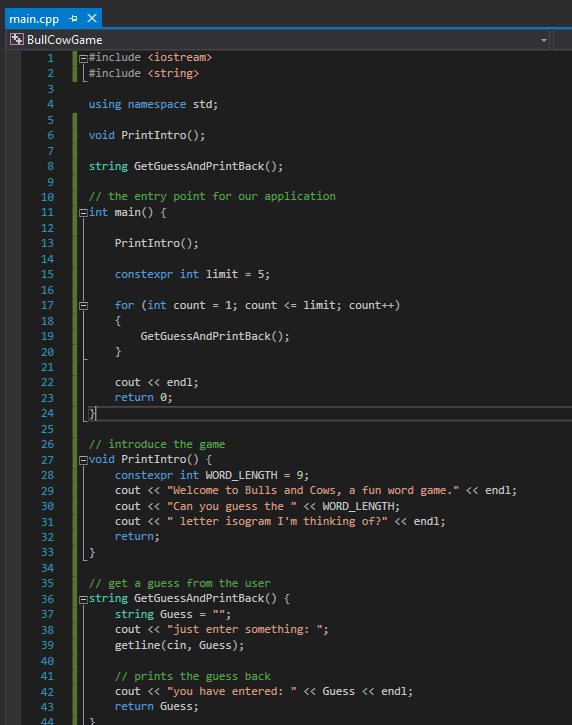 main.cpp
BullCowGame
1 #include <iostream>
2 #include <string>
3
4 using namespace std;
5
6 void PrintIntro();
7
8 string GetGuessAndPrintBack();
9
10 // the entry point for our application
11 int main() {
12
13 PrintIntro();
14
15 constexpr int limit = 5;
16
17 for (int count = 1; count <= limit; count++)
18 {
19 GetGuessAndPrintBack();
20 }
21
22 cout << endl;
23 return 0;
24 }
25
26 // introduce the game
27 void PrintIntro() {
28 constexpr int WORD_LENGTH = 9;
29 cout << "Welcome to Bulls and Cows, a fun word game." << endl;
30 cout << "Can you guess the " << WORD_LENGTH;
31 cout << " letter isogram I'm thinking of?" << endl;
32 return;
33 }
34
35 // get a guess from the user
36 string GetGuessAndPrintBack() {
37 string Guess = "";
38 cout << "just enter something: ";
39 getline(cin, Guess);
40
41 // prints the guess back
42 cout << "you have entered: " << Guess << endl;
43 return Guess;
44 }